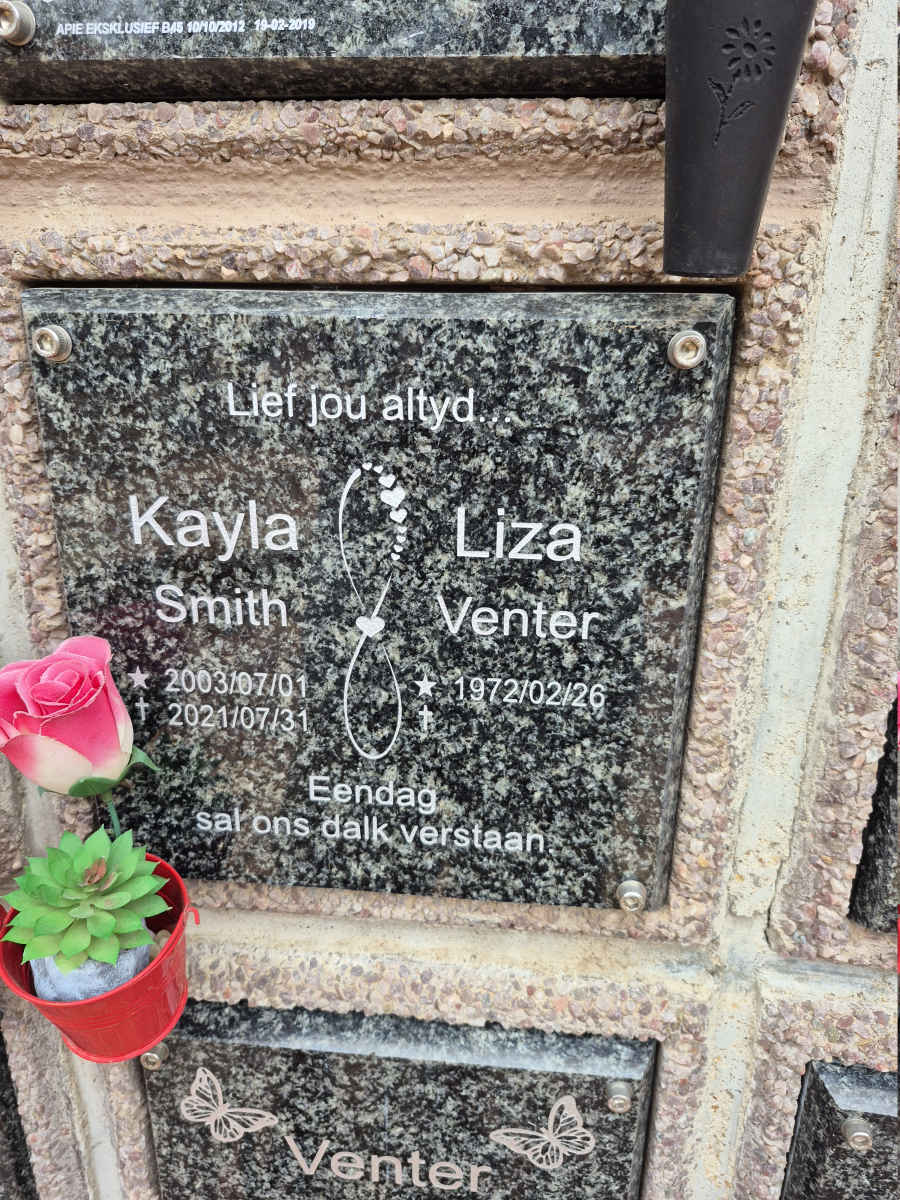 APIE EKSKLUSIEF B45 10/10/2012 19-02-2019
Lief jou altyd...
Kayla Liza
Smith Venter
★ 2003/07/01 ★ 1972/02/26
✝ 2021/07/31 ✝
Eendag
sal ons dalk verstaan.
Venter